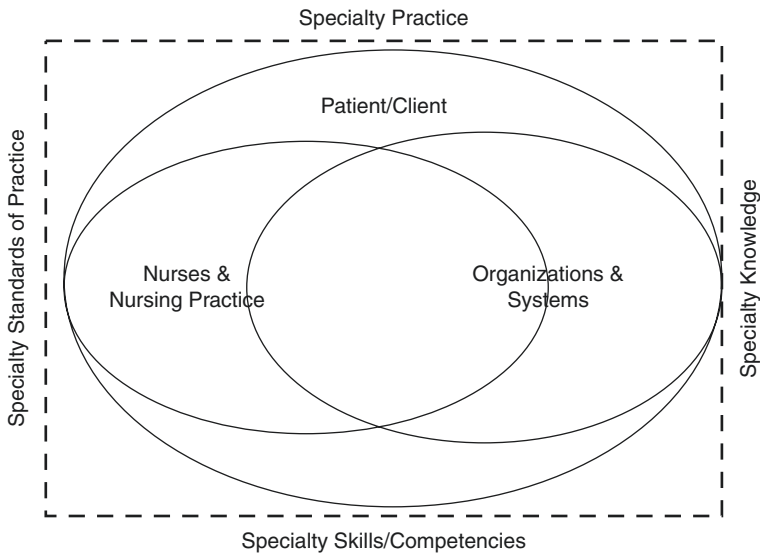 Specialty Practice
Patient/Client
Specialty Standards of Practice
Nurses &
Nursing Practice
Organizations &
Systems
Specialty Knowledge
Specialty Skills/Competencies